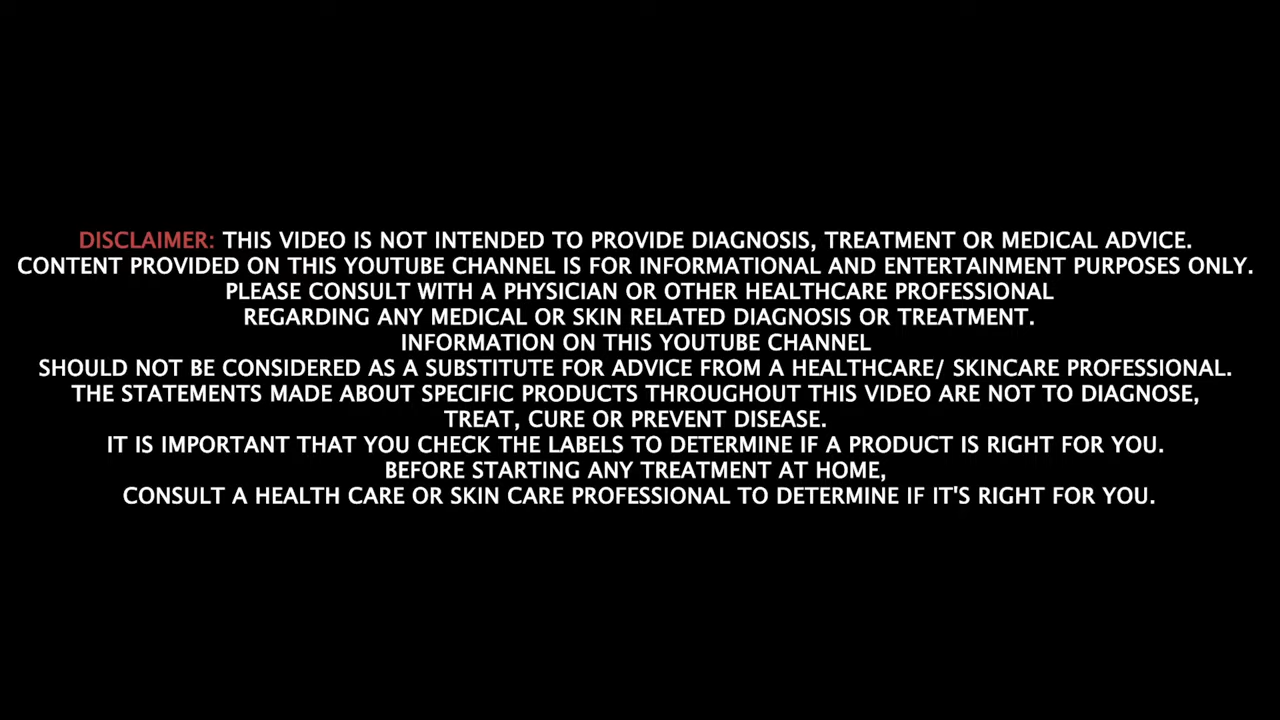 DISCLAIMER: THIS VIDEO IS NOT INTENDED TO PROVIDE DIAGNOSIS, TREATMENT OR MEDICAL ADVICE.
CONTENT PROVIDED ON THIS YOUTUBE CHANNEL IS FOR INFORMATIONAL AND ENTERTAINMENT PURPOSES ONLY.
PLEASE CONSULT WITH A PHYSICIAN OR OTHER HEALTHCARE PROFESSIONAL
REGARDING ANY MEDICAL OR SKIN RELATED DIAGNOSIS OR TREATMENT.
INFORMATION ON THIS YOUTUBE CHANNEL
SHOULD NOT BE CONSIDERED AS A SUBSTITUTE FOR ADVICE FROM A HEALTHCARE/ SKINCARE PROFESSIONAL.
THE STATEMENTS MADE ABOUT SPECIFIC PRODUCTS THROUGHOUT THIS VIDEO ARE NOT TO DIAGNOSE,
TREAT, CURE OR PREVENT DISEASE.
IT IS IMPORTANT THAT YOU CHECK THE LABELS TO DETERMINE IF A PRODUCT IS RIGHT FOR YOU.
BEFORE STARTING ANY TREATMENT AT HOME,
CONSULT A HEALTH CARE OR SKIN CARE PROFESSIONAL TO DETERMINE IF IT'S RIGHT FOR YOU.